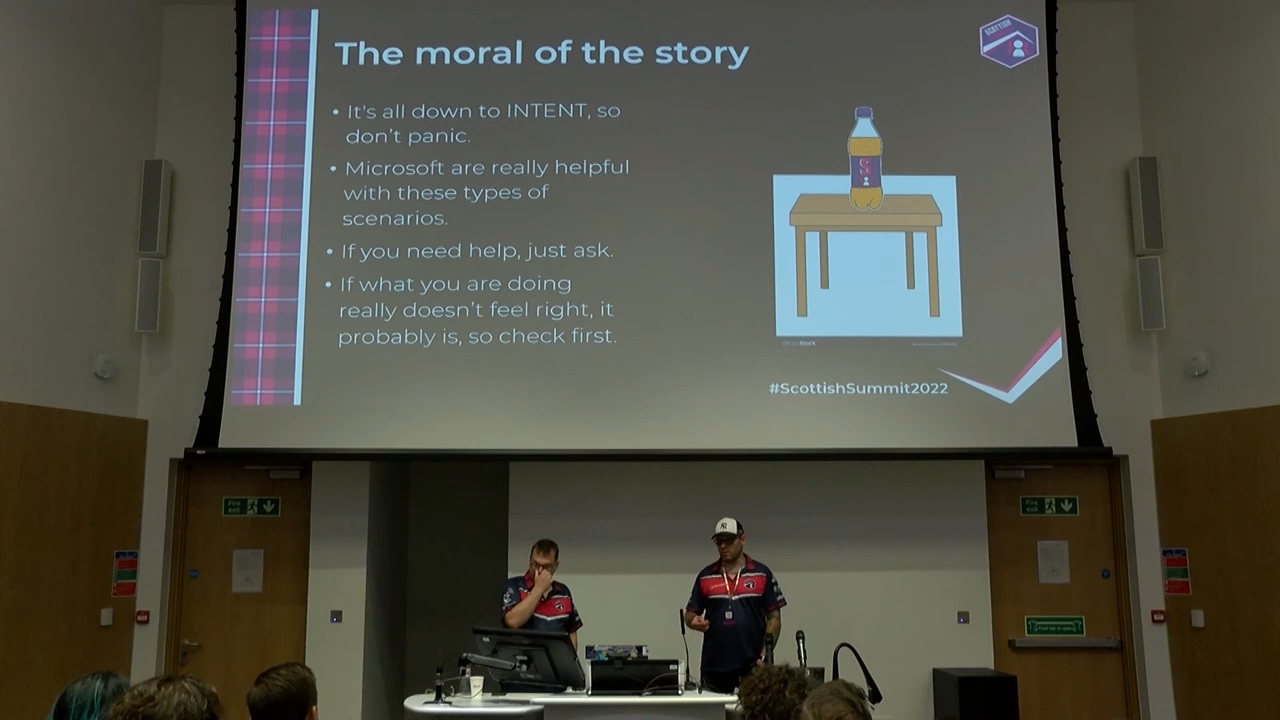 The moral of the story
SCOTTISH
• It's all down to INTENT, so
don't panic.
• Microsoft are really helpful
with these types of
scenarios.
• If you need help, just ask.
• If what you are doing
really doesn't feel right, it
probably is, so check first.
S
#ScottishSummit2022
Fire
exit
Fire
exit
NY